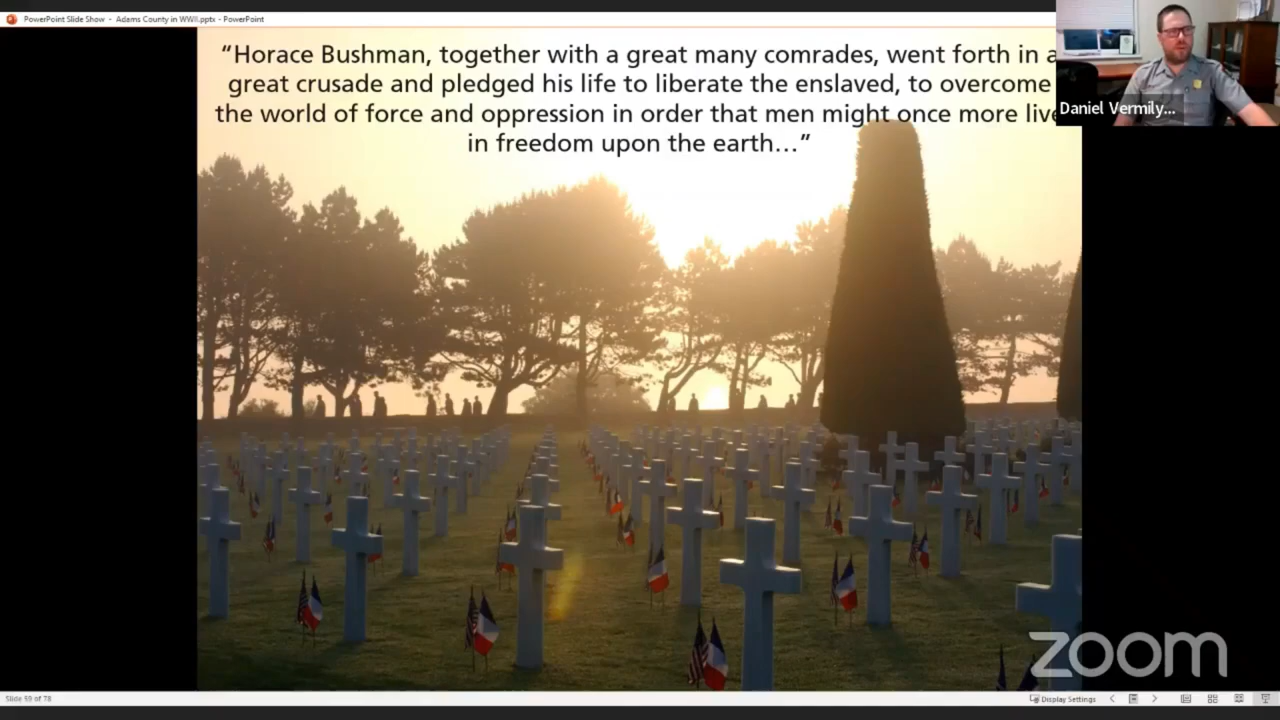 PowerPoint Slide Show - Adams County in WWII.pptx - PowerPoint
“Horace Bushman, together with a great many comrades, went forth in a
great crusade and pledged his life to liberate the enslaved, to overcome
the world of force and oppression in order that men might once more live
in freedom upon the earth…”
Daniel Vermily...
zoom
Slide 59 of 78
Display Settings